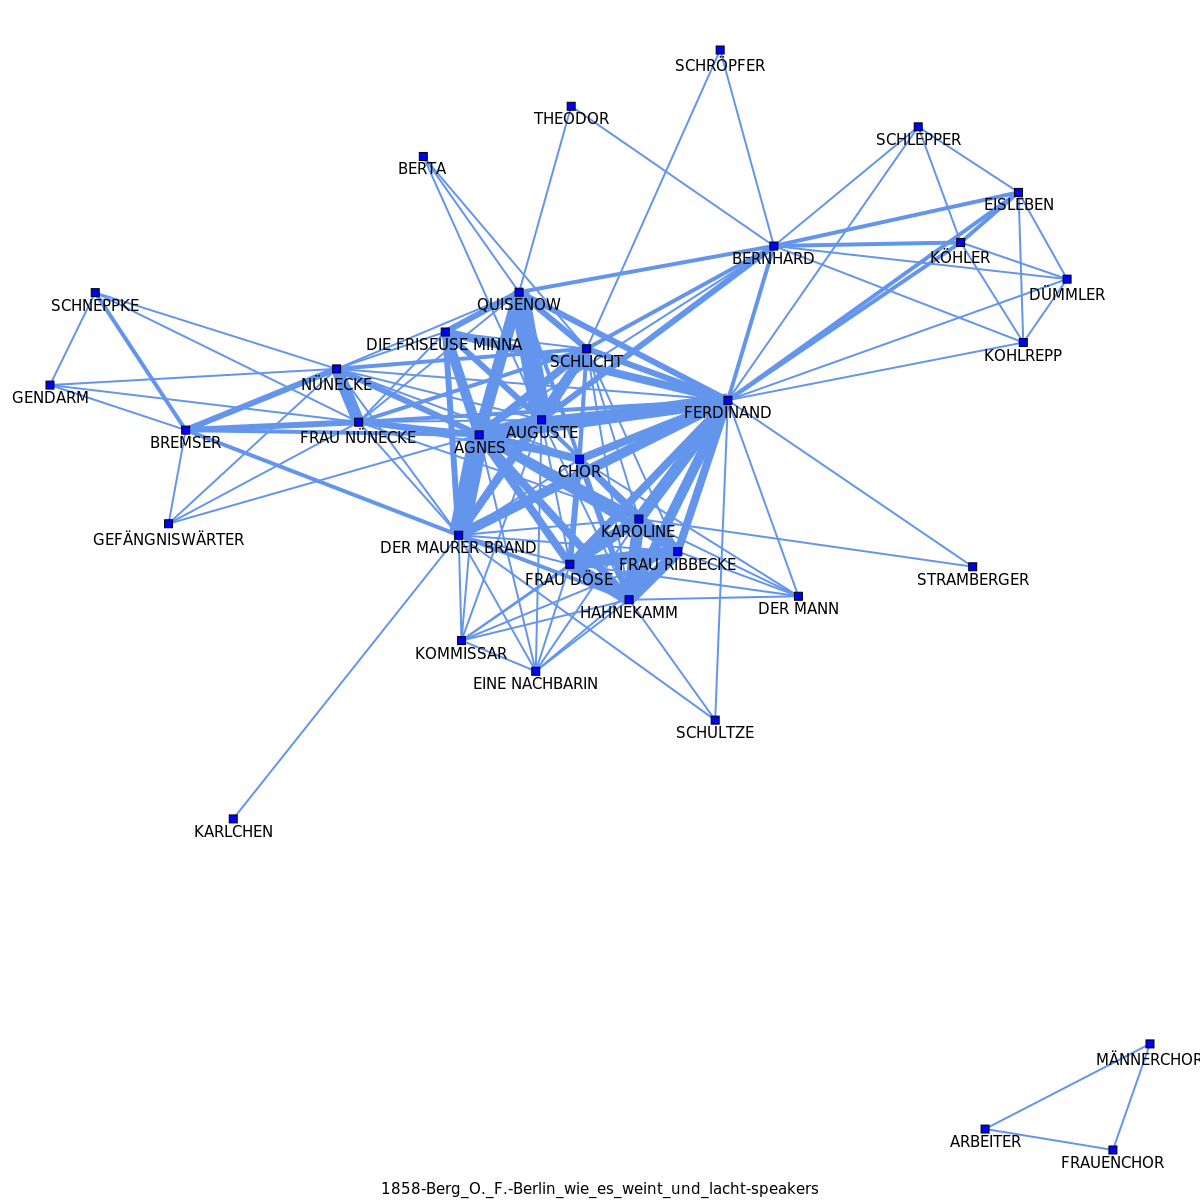 SCHRÖPFER
THEODOR
SCHLEPPER
BERTA
EISLEBEN
BERNHARD
KÖHLER
DÜMMLER
SCHNEPPKE
QUISENOW
DIE FRISEUSE MINNA
KOHLREPP
SCHLICHT
NÜNECKE
GENDARM
FERDINAND
AUGUSTE
FRAU NÜNECKE
BREMSER
AGNES
CHOR
KAROLINE
GEFÄNGNISWÄRTER
DER MAURER BRAND
FRAU RIBBECKE
FRAU DÖSE
STRAMBERGER
DER MANN
HAHNEKAMM
KOMMISSAR
EINE NACHBARIN
SCHULTZE
KARLCHEN
MÄNNERCHOR
ARBEITER
FRAUENCHOR
1858-Berg_O._F.-Berlin_wie_es_weint_und_lacht-speakers